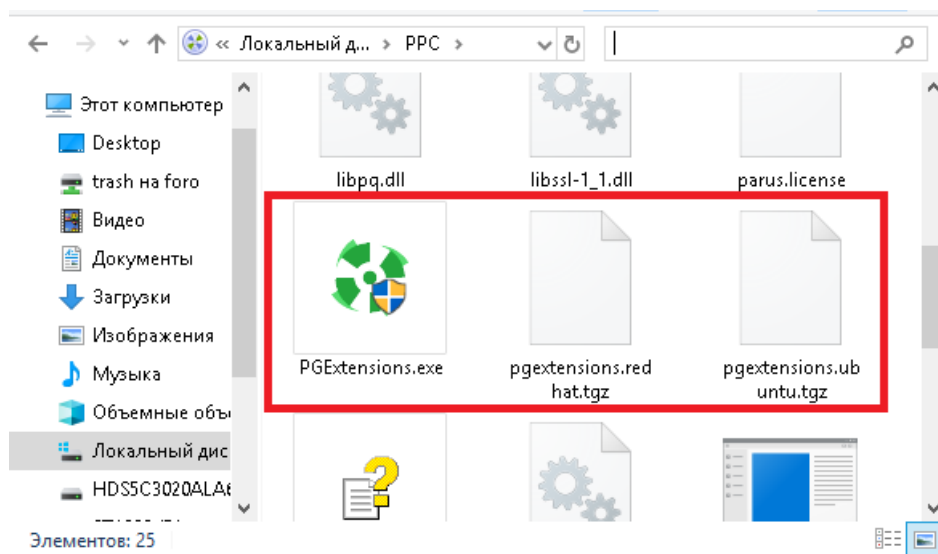 « Локальный д... › PPC ›
Этот компьютер
Desktop
trash на foro
Видео
Документы
Загрузки
Изображения
Музыка
Объемные объ
Локальный дис
HDS5C3020ALA6
libpq.dll
libssl-1_1.dll
parus.license
PGExtensions.exe
pgextensions.red
hat.tgz
pgextensions.ub
untu.tgz
Элементов: 25